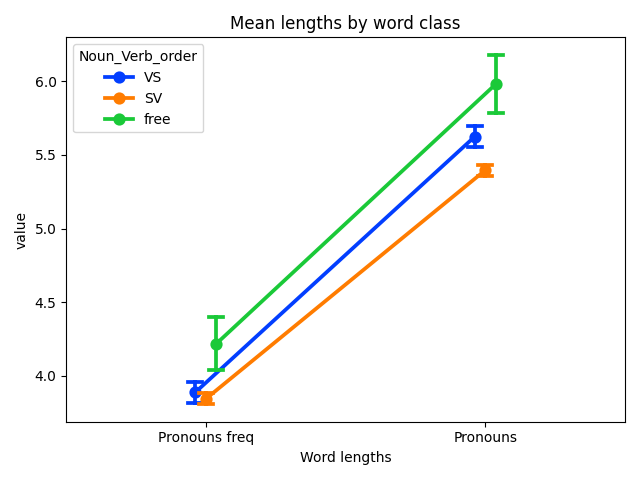 Mean lengths by word class
Noun_Verb_order
VS
SV
free
value
6.0
5.5
5.0
4.5
4.0
Pronouns freq
Pronouns
Word lengths